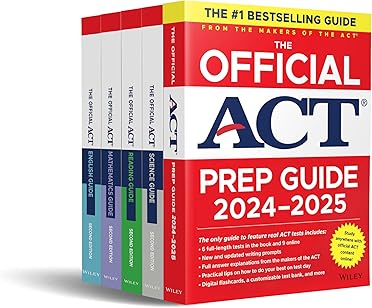 THE #1 BESTSELLING GUIDE
FROM THE MAKERS OF THE ACT®
THE
OFFICIAL
ACT®
PREP GUIDE
2024–2025
The only guide to feature real ACT tests includes:
• 6 full-length tests in the book and 9 online
• New and updated writing prompts
• Full answer explanations from the makers of the ACT
• Practical tips on how to do your best on test day
• Digital flashcards, a customizable test bank, and more
Study
anywhere with
official ACT
content online!
WILEY
THE OFFICIAL ACT® ENGLISH GUIDE SECOND EDITION WILEY
THE OFFICIAL ACT® MATHEMATICS GUIDE SECOND EDITION WILEY
THE OFFICIAL ACT® READING GUIDE SECOND EDITION WILEY
THE OFFICIAL ACT® SCIENCE GUIDE SECOND EDITION WILEY
THE OFFICIAL ACT® PREP GUIDE 2024–2025 WILEY